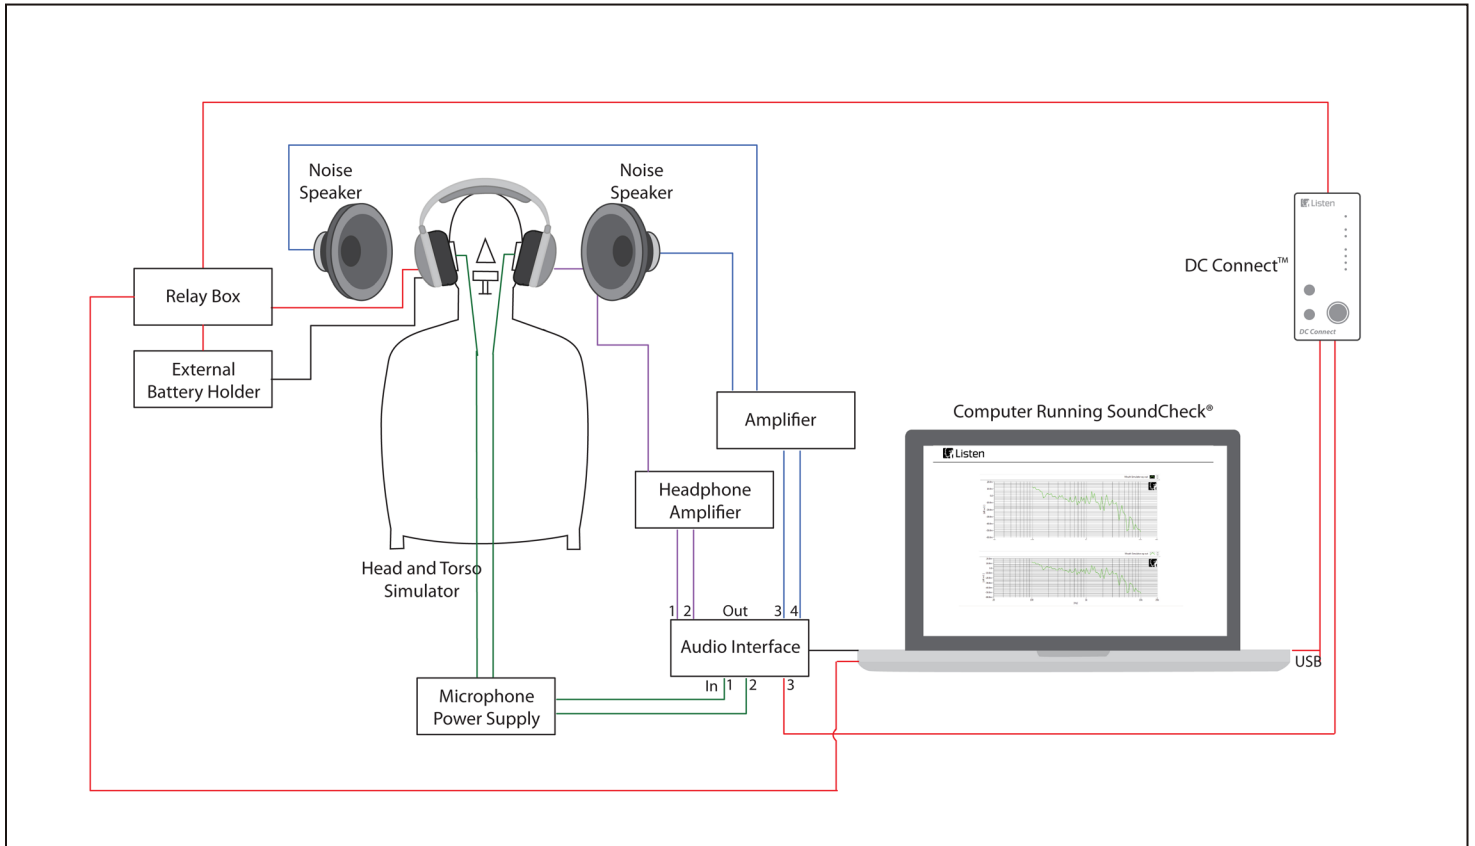 Noise
Speaker
Noise
Speaker
Listen
DC Connect™
Relay Box
DC Connect
External
Battery Holder
Amplifier
Computer Running SoundCheck®
Listen
Headphone
Amplifier
Head and Torso
Simulator
1 2 Out 3 4
Audio Interface
USB
In 1 2 3
Microphone
Power Supply